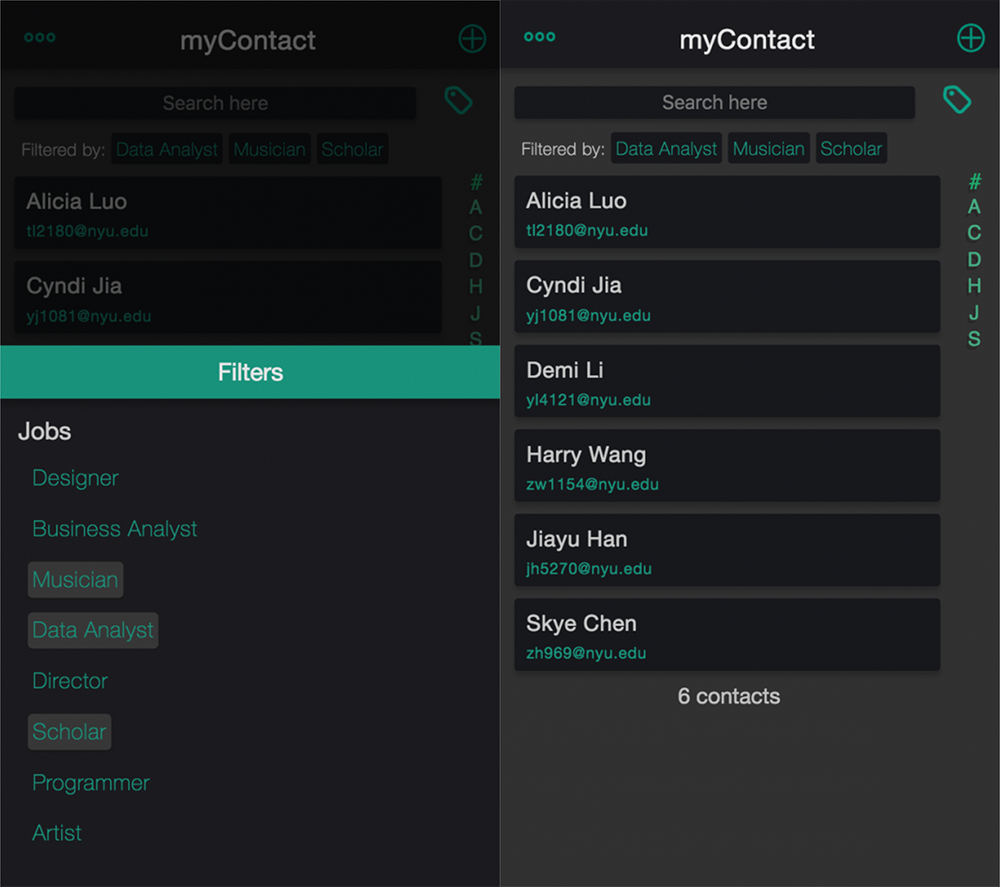 myContact
Search here
Filtered by: Data Analyst Musician Scholar
Alicia Luo
tl2180@nyu.edu
Cyndi Jia
yj1081@nyu.edu
#
A
C
D
H
J
S
Filters
Jobs
Designer
Business Analyst
Musician
Data Analyst
Director
Scholar
Programmer
Artist
myContact
Search here
Filtered by: Data Analyst Musician Scholar
Alicia Luo
tl2180@nyu.edu
Cyndi Jia
yj1081@nyu.edu
Demi Li
yl4121@nyu.edu
Harry Wang
zw1154@nyu.edu
Jiayu Han
jh5270@nyu.edu
Skye Chen
zh969@nyu.edu
6 contacts
#
A
C
D
H
J
S